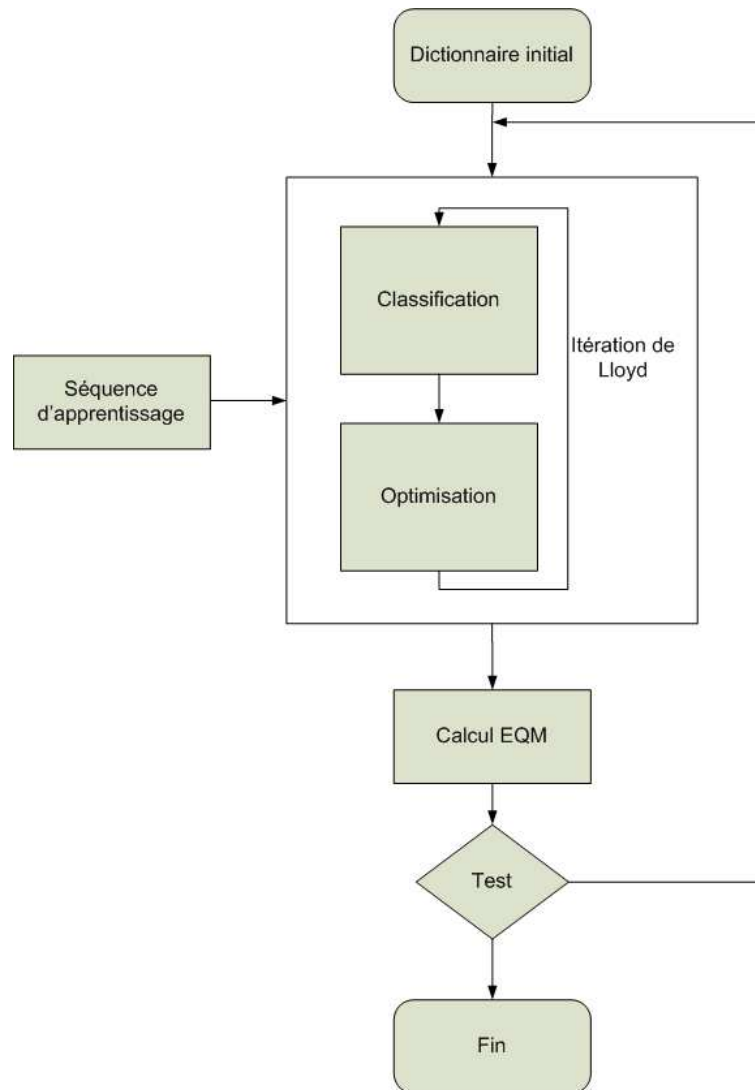 Dictionnaire initial
Classification
Itération de
Lloyd
Séquence
d'apprentissage
Optimisation
Calcul EQM
Test
Fin